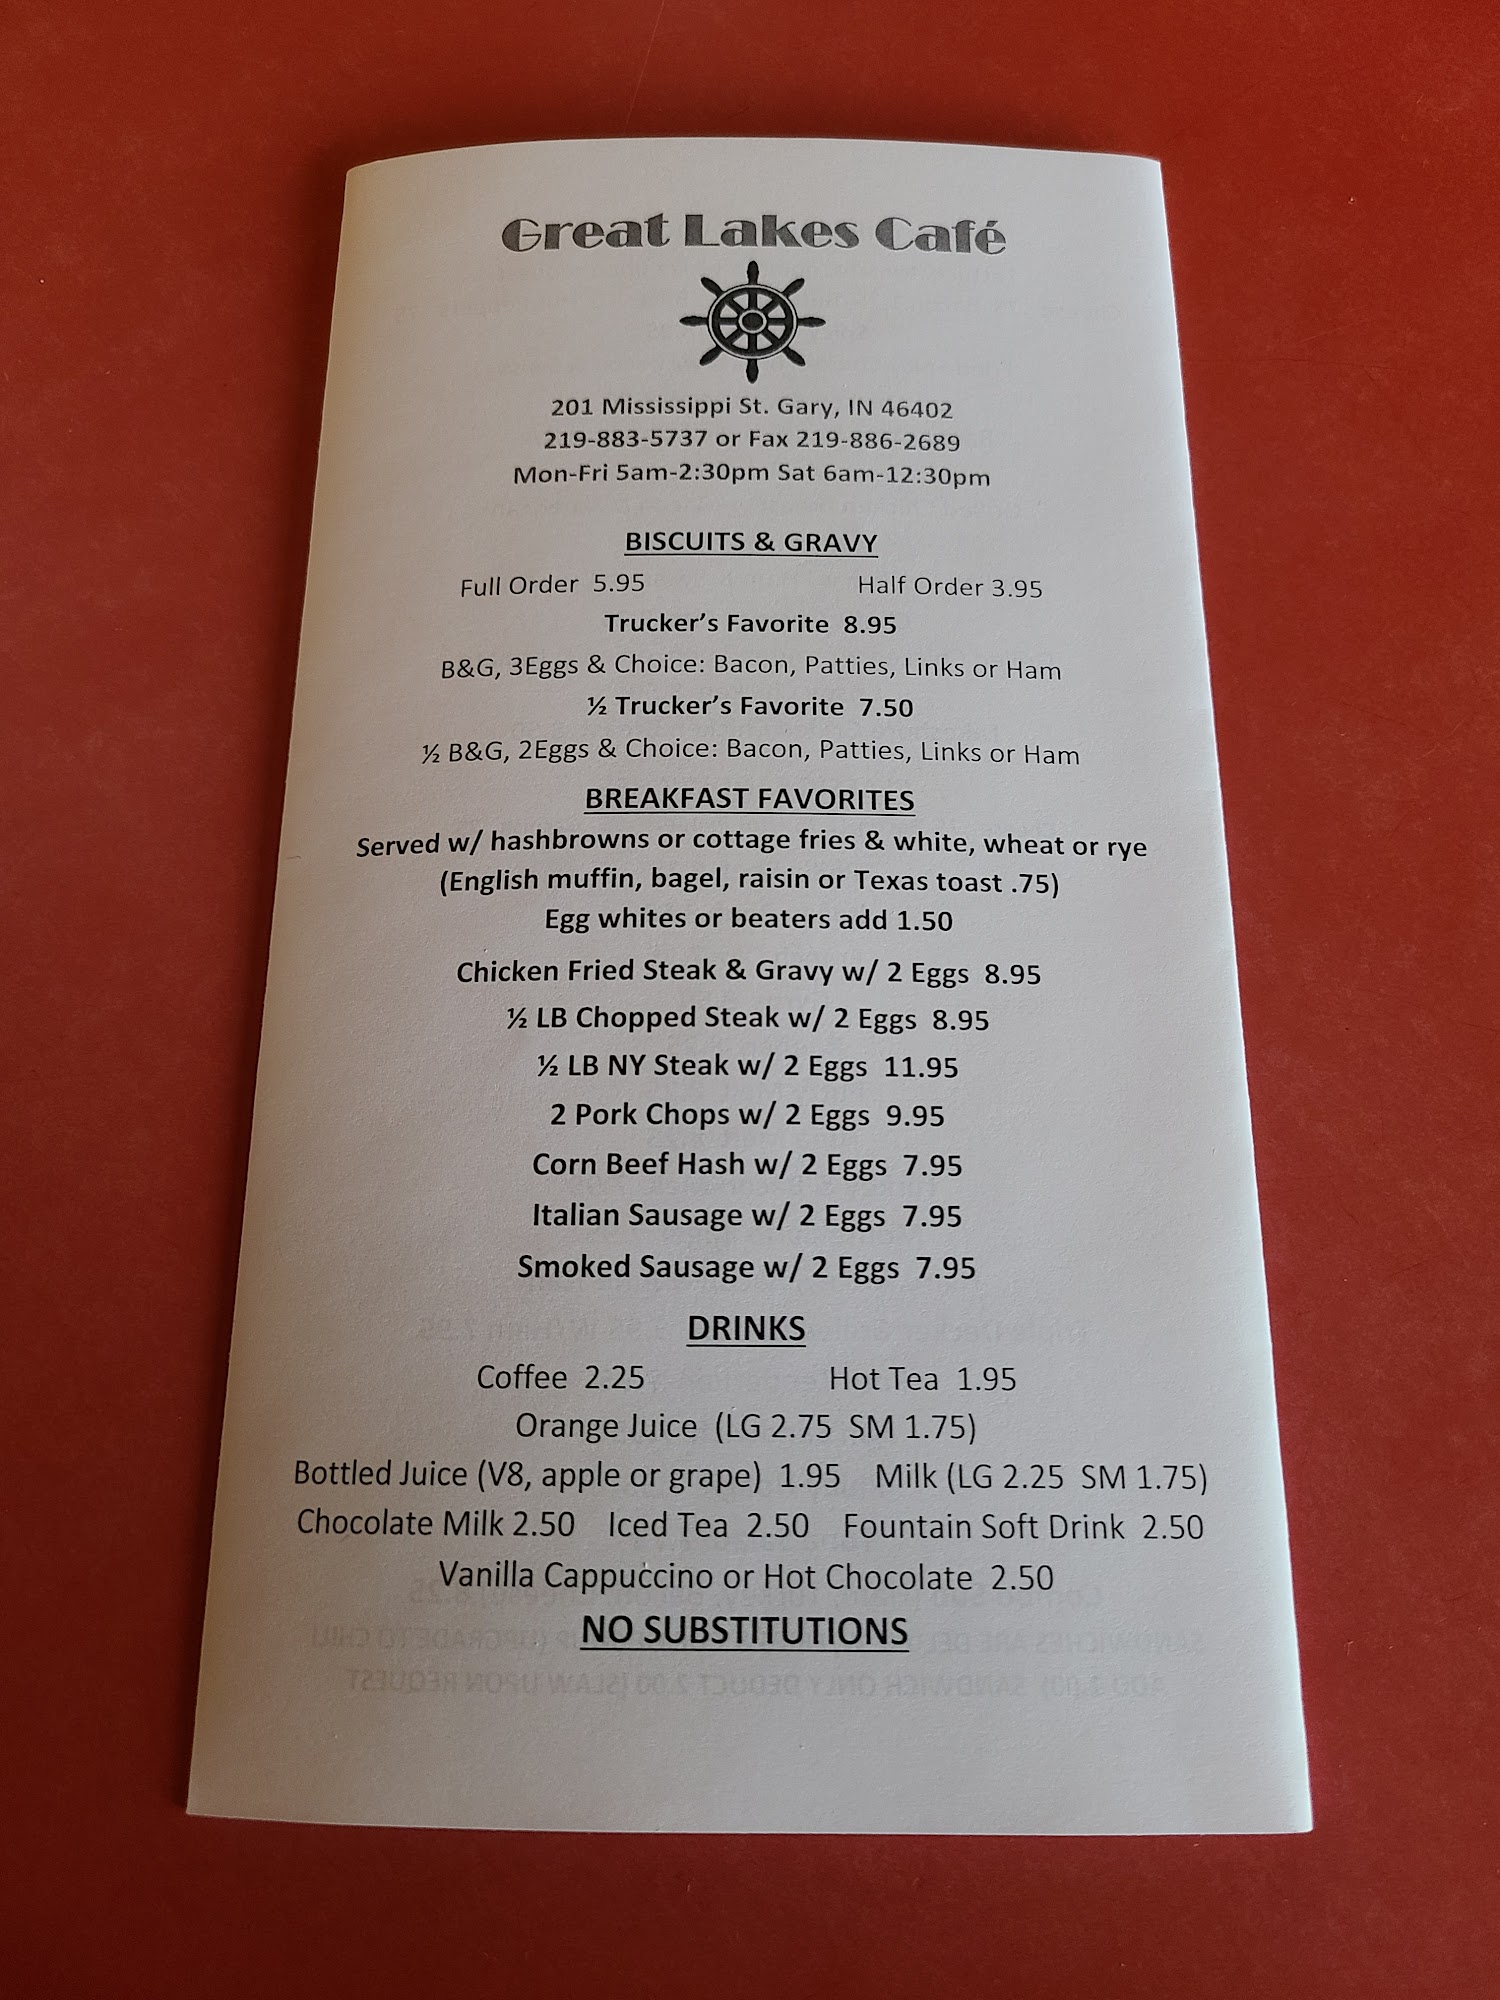 Great Lakes Café
201 Mississippi St. Gary, IN 46402
219-883-5737 or Fax 219-886-2689
Mon-Fri 5am-2:30pm Sat 6am-12:30pm
BISCUITS & GRAVY
Full Order 5.95 Half Order 3.95
Trucker's Favorite 8.95
B&G, 3Eggs & Choice: Bacon, Patties, Links or Ham
½ Trucker's Favorite 7.50
½ B&G, 2Eggs & Choice: Bacon, Patties, Links or Ham
BREAKFAST FAVORITES
Served w/ hashbrowns or cottage fries & white, wheat or rye
(English muffin, bagel, raisin or Texas toast .75)
Egg whites or beaters add 1.50
Chicken Fried Steak & Gravy w/ 2 Eggs 8.95
½ LB Chopped Steak w/ 2 Eggs 8.95
½ LB NY Steak w/ 2 Eggs 11.95
2 Pork Chops w/ 2 Eggs 9.95
Corn Beef Hash w/ 2 Eggs 7.95
Italian Sausage w/ 2 Eggs 7.95
Smoked Sausage w/ 2 Eggs 7.95
DRINKS
Coffee 2.25 Hot Tea 1.95
Orange Juice (LG 2.75 SM 1.75)
Bottled Juice (V8, apple or grape) 1.95 Milk (LG 2.25 SM 1.75)
Chocolate Milk 2.50 Iced Tea 2.50 Fountain Soft Drink 2.50
Vanilla Cappuccino or Hot Chocolate 2.50
NO SUBSTITUTIONS